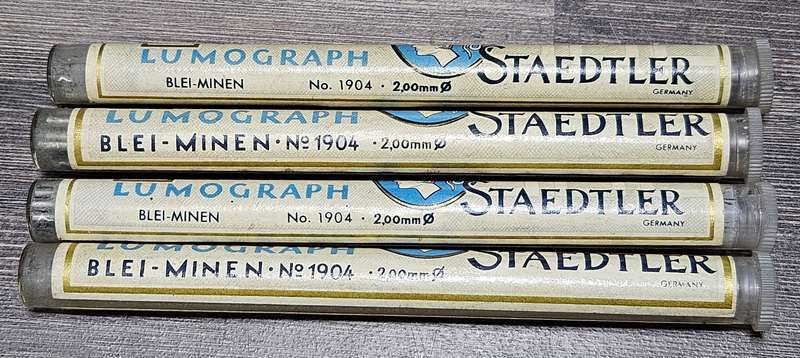 LUMOGRAPH STAEDTLER
BLEI-MINEN No. 1904 · 2,00mm Ø GERMANY
LUMOGRAPH STAEDTLER
BLEI-MINEN · Nº 1904 · 2,00mm Ø GERMANY
LUMOGRAPH STAEDTLER
BLEI-MINEN No. 1904 · 2,00mm Ø GERMANY
LUMOGRAPH STAEDTLER
BLEI-MINEN · Nº 1904 · 2,00mm Ø GERMANY